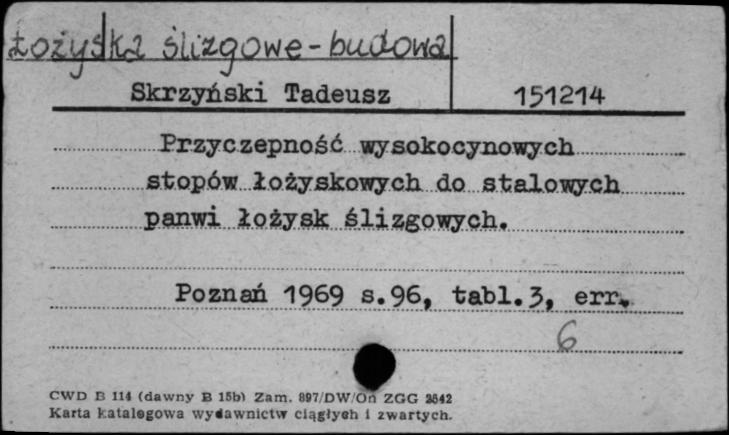 Łożyska ślizgowe - budowa
Skrzyński Tadeusz 151214
Przyczepność wysokocynowych
stopów łożyskowych do stalowych
panwi łożysk ślizgowych.
Poznań 1969 s.96, tabl.3, err.
6
CWD B 114 (dawny B 15b) Zam. 897/DW/On ZGG 2642
Karta katalogowa wydawnictw ciągłych i zwartych.